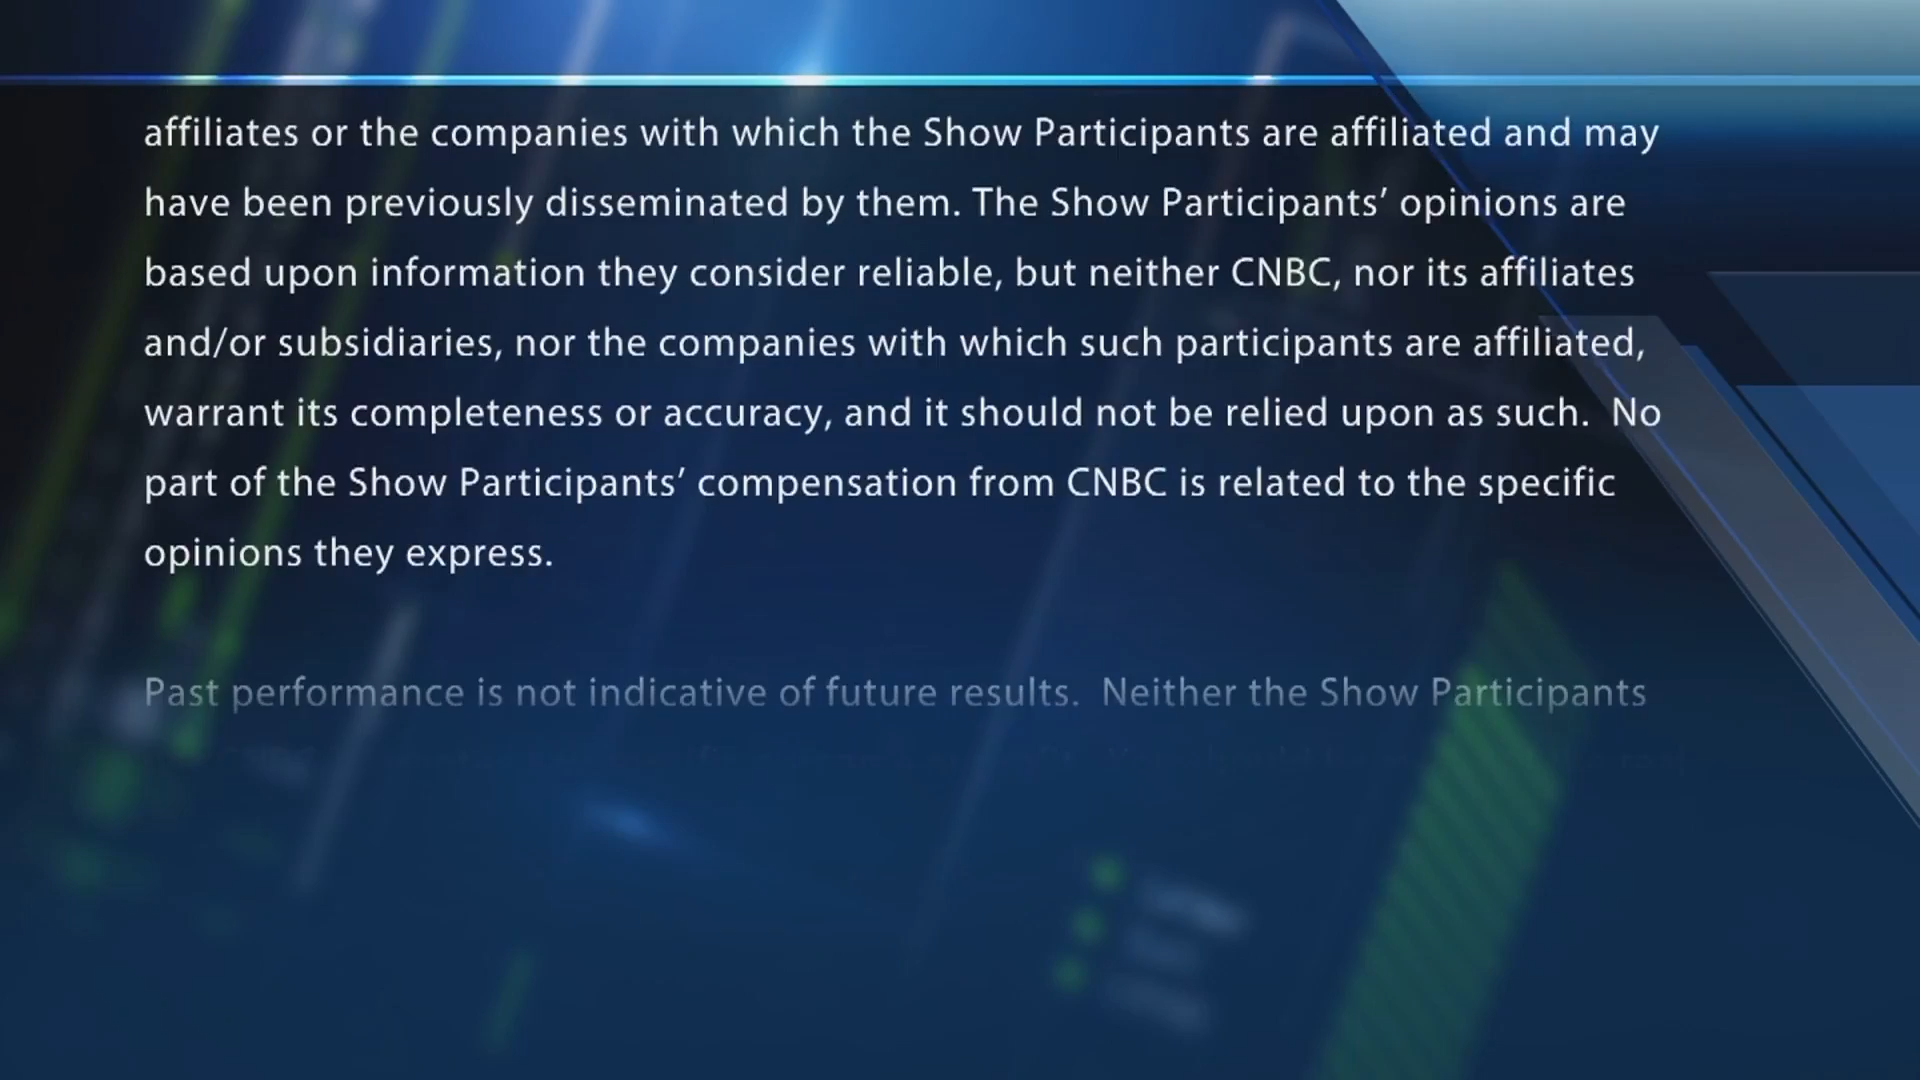 affiliates or the companies with which the Show Participants are affiliated and may
have been previously disseminated by them. The Show Participants’ opinions are
based upon information they consider reliable, but neither CNBC, nor its affiliates
and/or subsidiaries, nor the companies with which such participants are affiliated,
warrant its completeness or accuracy, and it should not be relied upon as such.  No
part of the Show Participants’ compensation from CNBC is related to the specific
opinions they express.
Past performance is not indicative of future results.  Neither the Show Participants